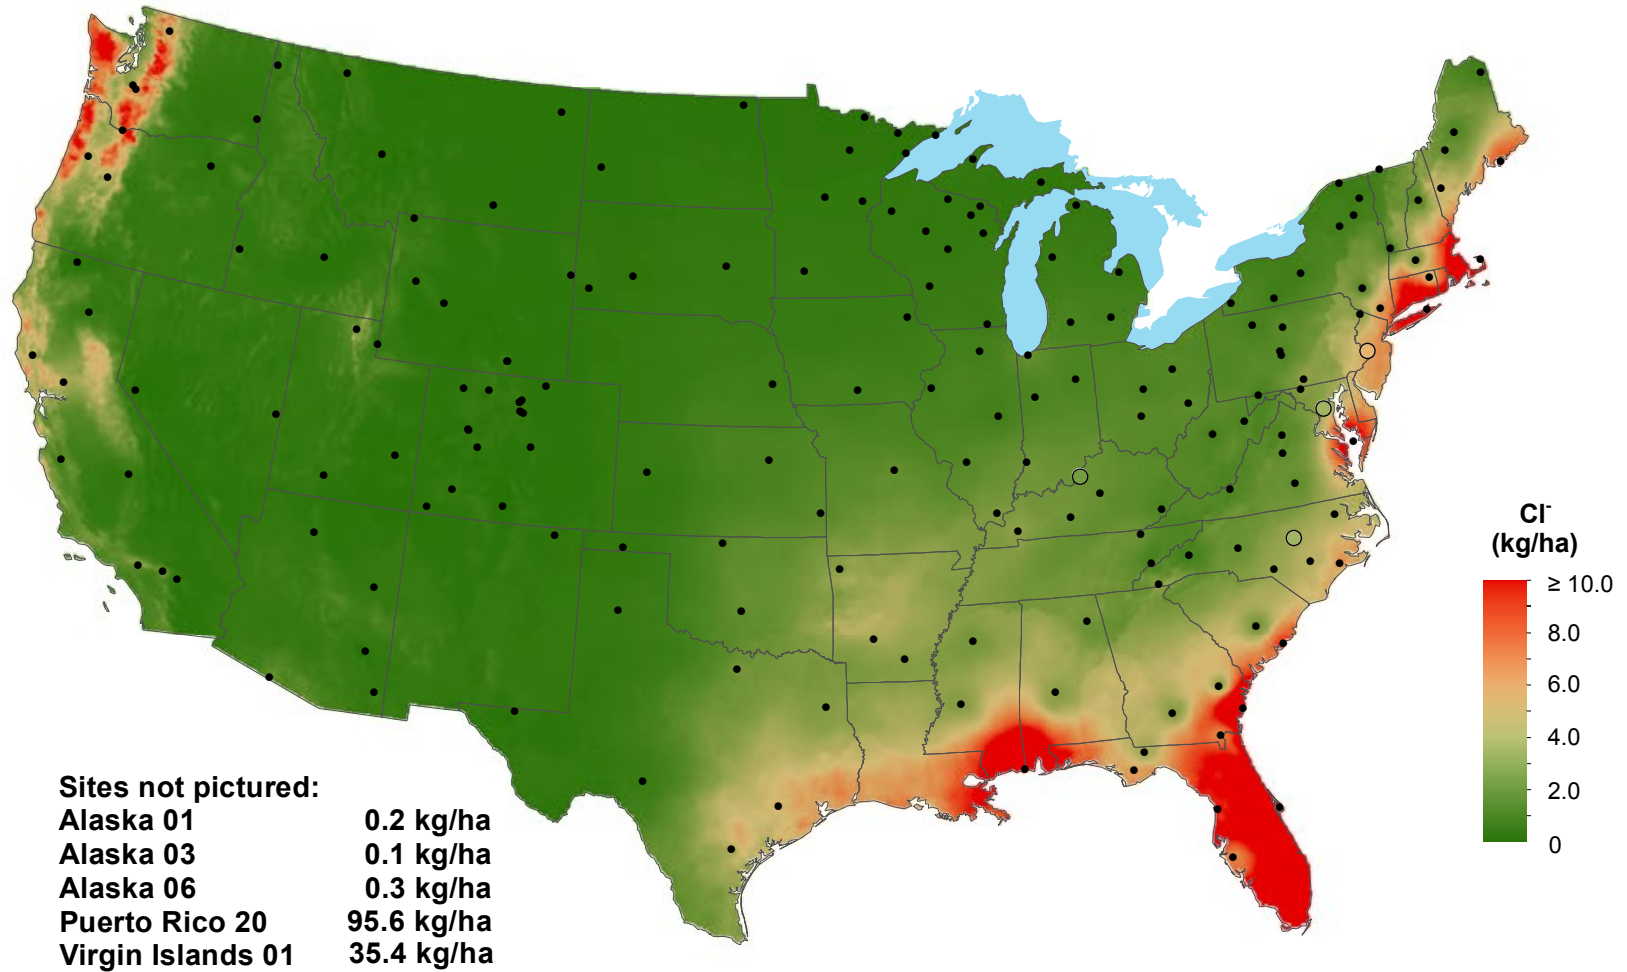 Cl-
(kg/ha)
≥ 10.0
8.0
6.0
4.0
2.0
0
Sites not pictured:
Alaska 01 0.2 kg/ha
Alaska 03 0.1 kg/ha
Alaska 06 0.3 kg/ha
Puerto Rico 20 95.6 kg/ha
Virgin Islands 01 35.4 kg/ha